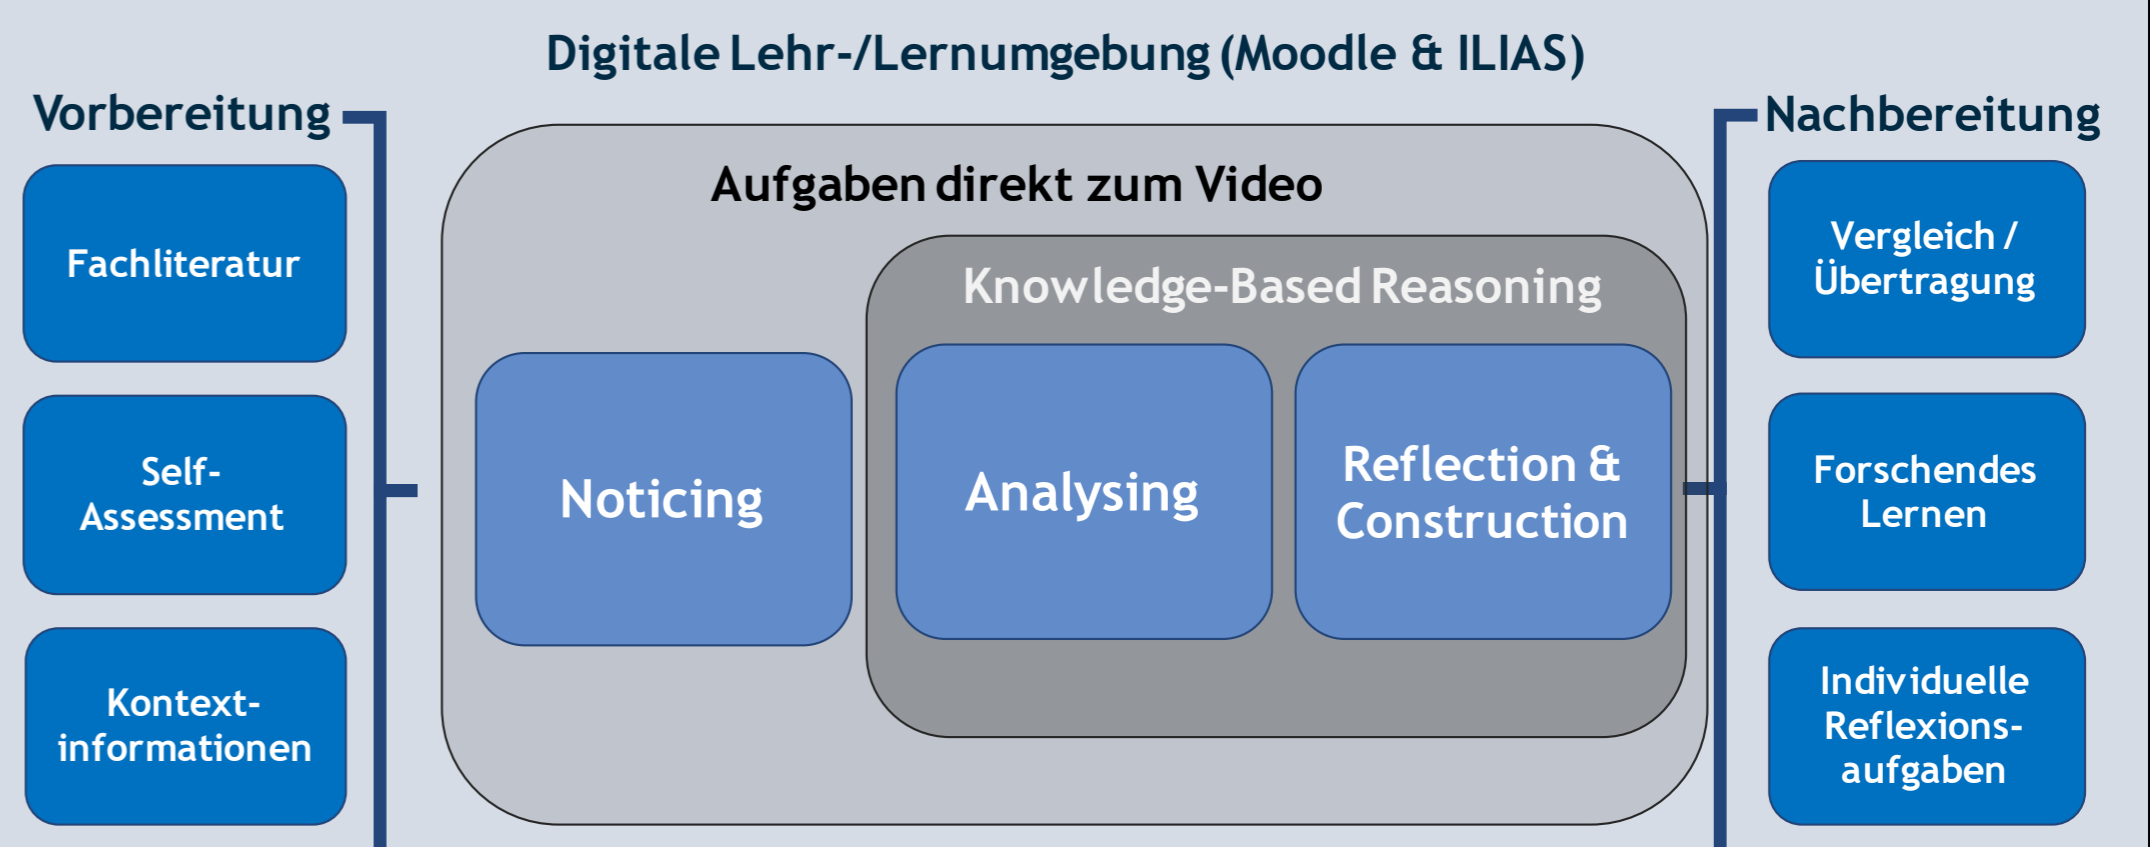 Digitale Lehr-/Lernumgebung (Moodle & ILIAS)
Vorbereitung
Fachliteratur
Self-
Assessment
Kontext-
informationen
Aufgaben direkt zum Video
Noticing
Knowledge-Based Reasoning
Analysing
Reflection &
Construction
Nachbereitung
Vergleich /
Übertragung
Forschendes
Lernen
Individuelle
Reflexions-
aufgaben